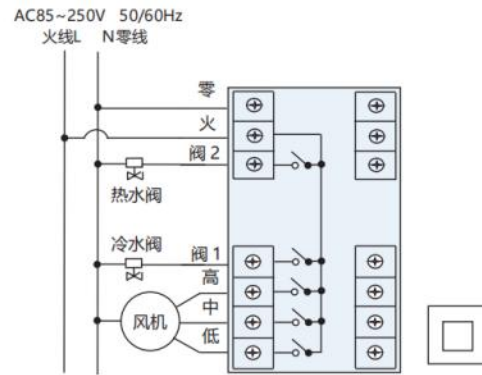 AC85~250V 50/60Hz
火线L N零线
零
火
阀 2
热水阀
冷水阀
阀 1
高
中
风机
低